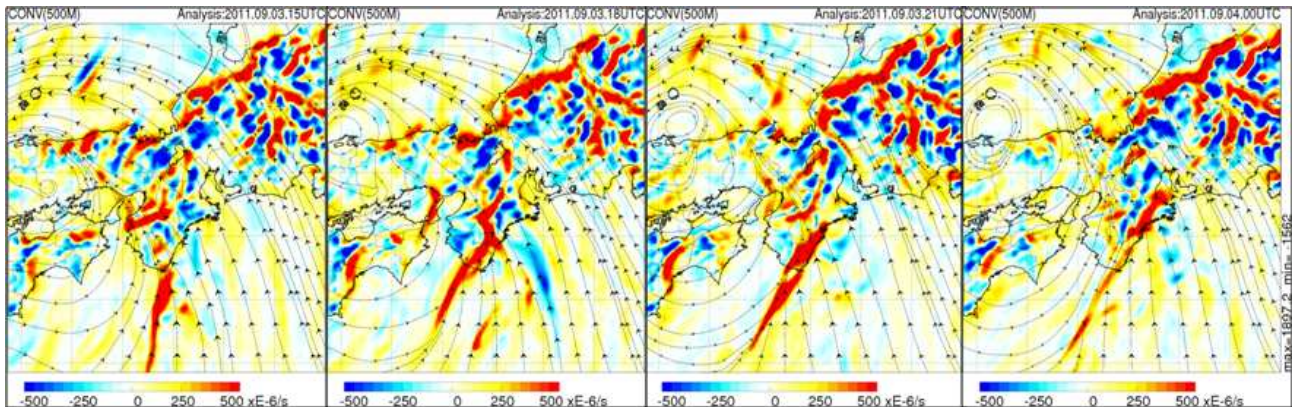 CONV(500M) Analysis:2011.09.03.15UTC
CONV(500M) Analysis:2011.09.03.18UTC
CONV(500M) Analysis:2011.09.03.21UTC
CONV(500M) Analysis:2011.09.04.00UTC
max=1897.2 min= -1562
-500 -250 0 250 500 xE-6/s
-500 -250 0 250 500 xE-6/s
-500 -250 0 250 500 xE-6/s
-500 -250 0 250 500 xE-6/s